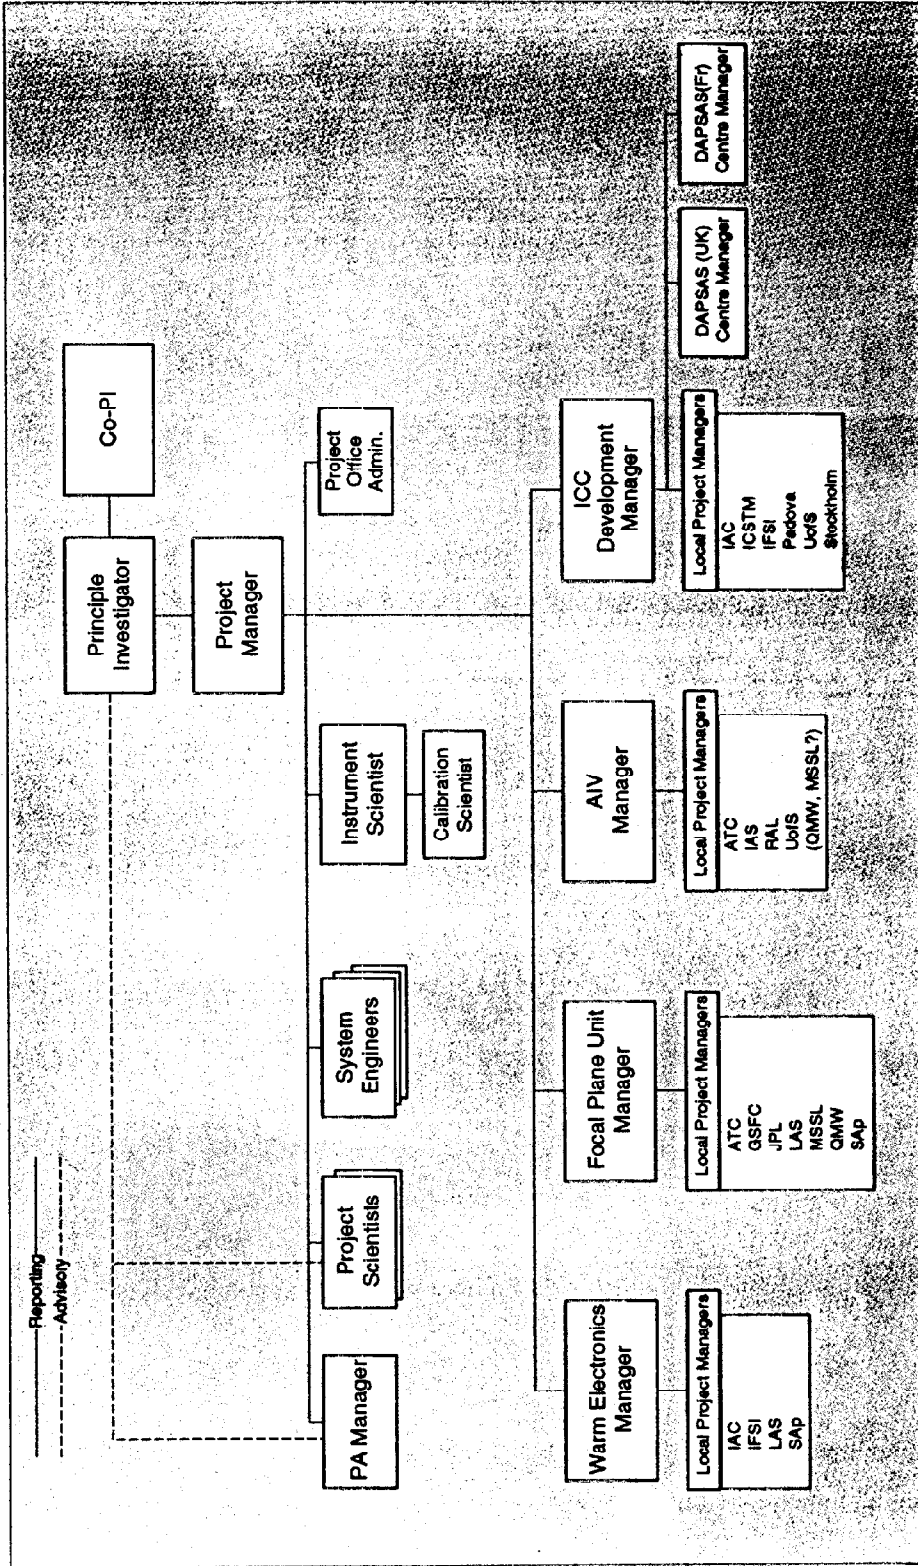 Reporting
Advisory
Principle
Investigator
Co-PI
Project
Manager
PA Manager
Project
Scientists
System
Engineers
Instrument
Scientist
Calibration
Scientist
Project
Office
Admin.
Warm Electronics
Manager
Local Project Managers
IAC
IFSI
LAS
SAp
Focal Plane Unit
Manager
Local Project Managers
ATC
GSFC
JPL
LAS
MSSL
QMW
SAp
AIV
Manager
Local Project Managers
ATC
IAS
RAL
UofS
(QMW, MSSL?)
ICC
Development
Manager
Local Project Managers
IAC
ICSTM
IFSI
Padova
UofS
Stockholm
DAPSAS (UK)
Centre Manager
DAPSAS(Fr)
Centre Manager